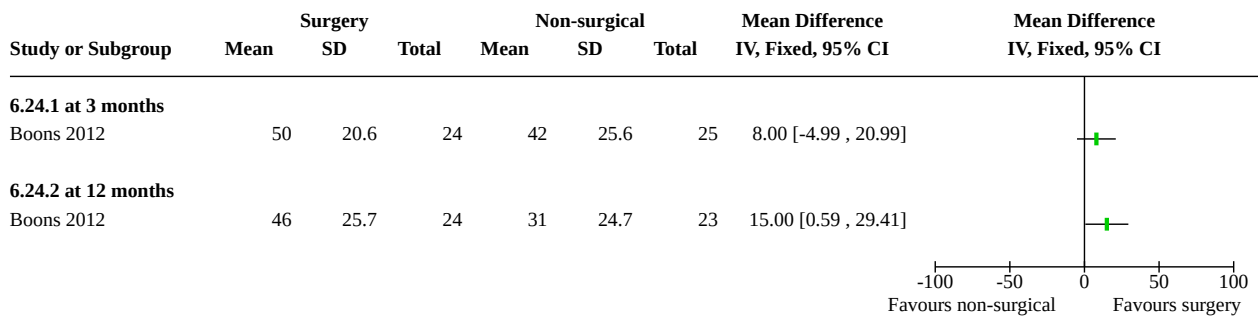 Surgery Non-surgical Mean Difference Mean Difference
Study or Subgroup Mean SD Total Mean SD Total IV, Fixed, 95% CI IV, Fixed, 95% CI
6.24.1 at 3 months
Boons 2012 50 20.6 24 42 25.6 25 8.00 [-4.99 , 20.99]
6.24.2 at 12 months
Boons 2012 46 25.7 24 31 24.7 23 15.00 [0.59 , 29.41]
-100 -50 0 50 100
Favours non-surgical Favours surgery